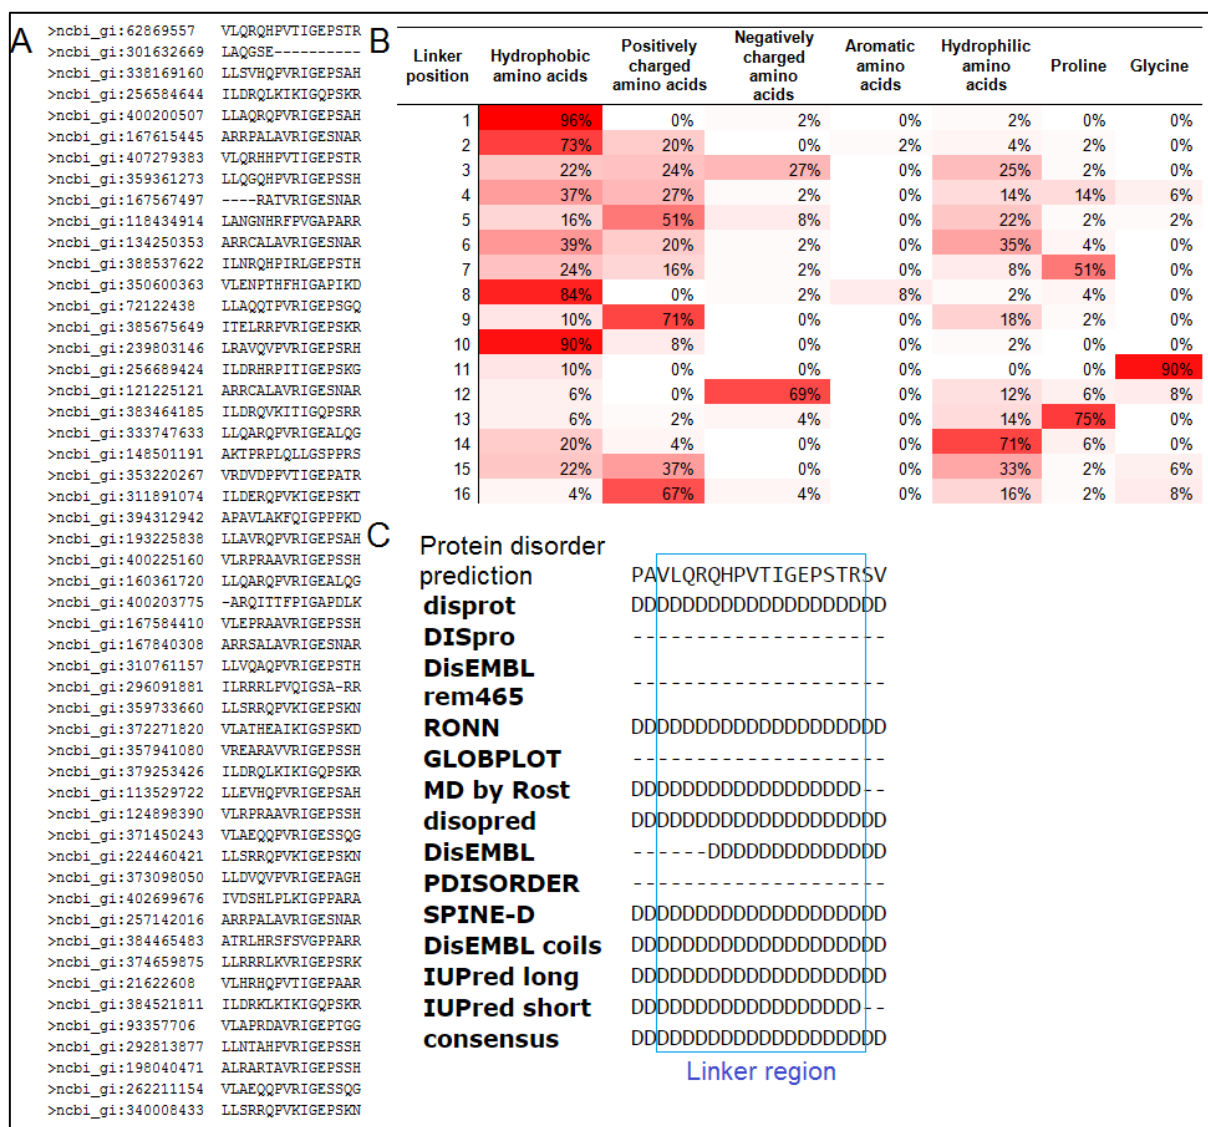 A
>ncbi_gi:62869557 VLQRQHPVTIGEPSTR
>ncbi_gi:301632669 LAQGSE----------
>ncbi_gi:338169160 LLSVHQPVRIGEPSAH
>ncbi_gi:256584644 ILDRQLKIKIGQPSKR
>ncbi_gi:400200507 LLAQRQPVRIGEPSAH
>ncbi_gi:167615445 ARRPALAVRIGESNAR
>ncbi_gi:407279383 VLQRHHPVTIGEPSTR
>ncbi_gi:359361273 LLQGQHPVRIGEPSSH
>ncbi_gi:167567497 ----RATVRIGESNAR
>ncbi_gi:118434914 LANGNHRFPVGAPARR
>ncbi_gi:134250353 ARRCALAVRIGESNAR
>ncbi_gi:388537622 ILNRQHPIRLGEPSTH
>ncbi_gi:350600363 VLENPTHFHIGAPIKD
>ncbi_gi:72122438 LLAQQTPVRIGEPSGQ
>ncbi_gi:385675649 ITELRRPVRIGEPSKR
>ncbi_gi:239803146 LRAVQVPVRIGEPSRH
>ncbi_gi:256689424 ILDRHRPITIGEPSKG
>ncbi_gi:121225121 ARRCALAVRIGESNAR
>ncbi_gi:383464185 ILDRQVKITIGQPSRR
>ncbi_gi:333747633 LLQARQPVRIGEALQG
>ncbi_gi:148501191 AKTPRPLQLLGSPPRS
>ncbi_gi:353220267 VRDVDPPVTIGEPATR
>ncbi_gi:311891074 ILDERQPVKIGEPSKT
>ncbi_gi:394312942 APAVLAKFQIGPPPKD
>ncbi_gi:193225838 LLAVRQPVRIGEPSAH
>ncbi_gi:400225160 VLRPRAAVRIGEPSSH
>ncbi_gi:160361720 LLQARQPVRIGEALQG
>ncbi_gi:400203775 -ARQITTFPIGAPDLK
>ncbi_gi:167584410 VLEPRAAVRIGEPSSH
>ncbi_gi:167840308 ARRSALAVRIGESNAR
>ncbi_gi:310761157 LLVQAQPVRIGEPSTH
>ncbi_gi:296091881 ILRRRLPVQIGSA-RR
>ncbi_gi:359733660 LLSRRQPVKIGEPSKN
>ncbi_gi:372271820 VLATHEAIKIGSPSKD
>ncbi_gi:357941080 VREARAVVRIGEPSSH
>ncbi_gi:379253426 ILDRQLKIKIGQPSKR
>ncbi_gi:113529722 LLEVHQPVRIGEPSAH
>ncbi_gi:124898390 VLRPRAAVRIGEPSSH
>ncbi_gi:371450243 VLAEQQPVRIGESSQG
>ncbi_gi:224460421 LLSRRQPVKIGEPSKN
>ncbi_gi:373098050 LLDVQVPVRIGEPAGH
>ncbi_gi:402699676 IVDSHLPLKIGPPARA
>ncbi_gi:257142016 ARRPALAVRIGESNAR
>ncbi_gi:384465483 ATRLHRSFSVGPPARR
>ncbi_gi:374659875 LLRRRLKVRIGEPSRK
>ncbi_gi:21622608 VLHRHQPVTIGEPAAR
>ncbi_gi:384521811 ILDRKLKIKIGQPSKR
>ncbi_gi:93357706 VLAPRDAVRIGEPTGG
>ncbi_gi:292813877 LLNTAHPVRIGEPSSH
>ncbi_gi:198040471 ALRARTAVRIGEPSSH
>ncbi_gi:262211154 VLAEQQPVRIGESSQG
>ncbi_gi:340008433 LLSRRQPVKIGEPSKN
B
Linker position Hydrophobic amino acids Positively charged amino acids Negatively charged amino acids Aromatic amino acids Hydrophilic amino acids Proline Glycine
1 96% 0% 2% 0% 2% 0% 0%
2 73% 20% 0% 2% 4% 2% 0%
3 22% 24% 27% 0% 25% 2% 0%
4 37% 27% 2% 0% 14% 14% 6%
5 16% 51% 8% 0% 22% 2% 2%
6 39% 20% 2% 0% 35% 4% 0%
7 24% 16% 2% 0% 8% 51% 0%
8 84% 0% 2% 8% 2% 4% 0%
9 10% 71% 0% 0% 18% 2% 0%
10 90% 8% 0% 0% 2% 0% 0%
11 10% 0% 0% 0% 0% 0% 90%
12 6% 0% 69% 0% 12% 6% 8%
13 6% 2% 4% 0% 14% 75% 0%
14 20% 4% 0% 0% 71% 6% 0%
15 22% 37% 0% 0% 33% 2% 6%
16 4% 67% 4% 0% 16% 2% 8%
C
Protein disorder
prediction PAVLQRQHPVTIGEPSTRSV
disprot DDDDDDDDDDDDDDDDDDDD
DISpro --------------------
DisEMBL
rem465 --------------------
RONN DDDDDDDDDDDDDDDDDDDD
GLOBPLOT --------------------
MD by Rost DDDDDDDDDDDDDDDDDD--
disopred DDDDDDDDDDDDDDDDDDDD
DisEMBL ------DDDDDDDDDDDDDD
PDISORDER --------------------
SPINE-D DDDDDDDDDDDDDDDDDDDD
DisEMBL coils DDDDDDDDDDDDDDDDDDDD
IUPred long DDDDDDDDDDDDDDDDDDDD
IUPred short DDDDDDDDDDDDDDDDDD--
consensus DDDDDDDDDDDDDDDDDDDD
Linker region